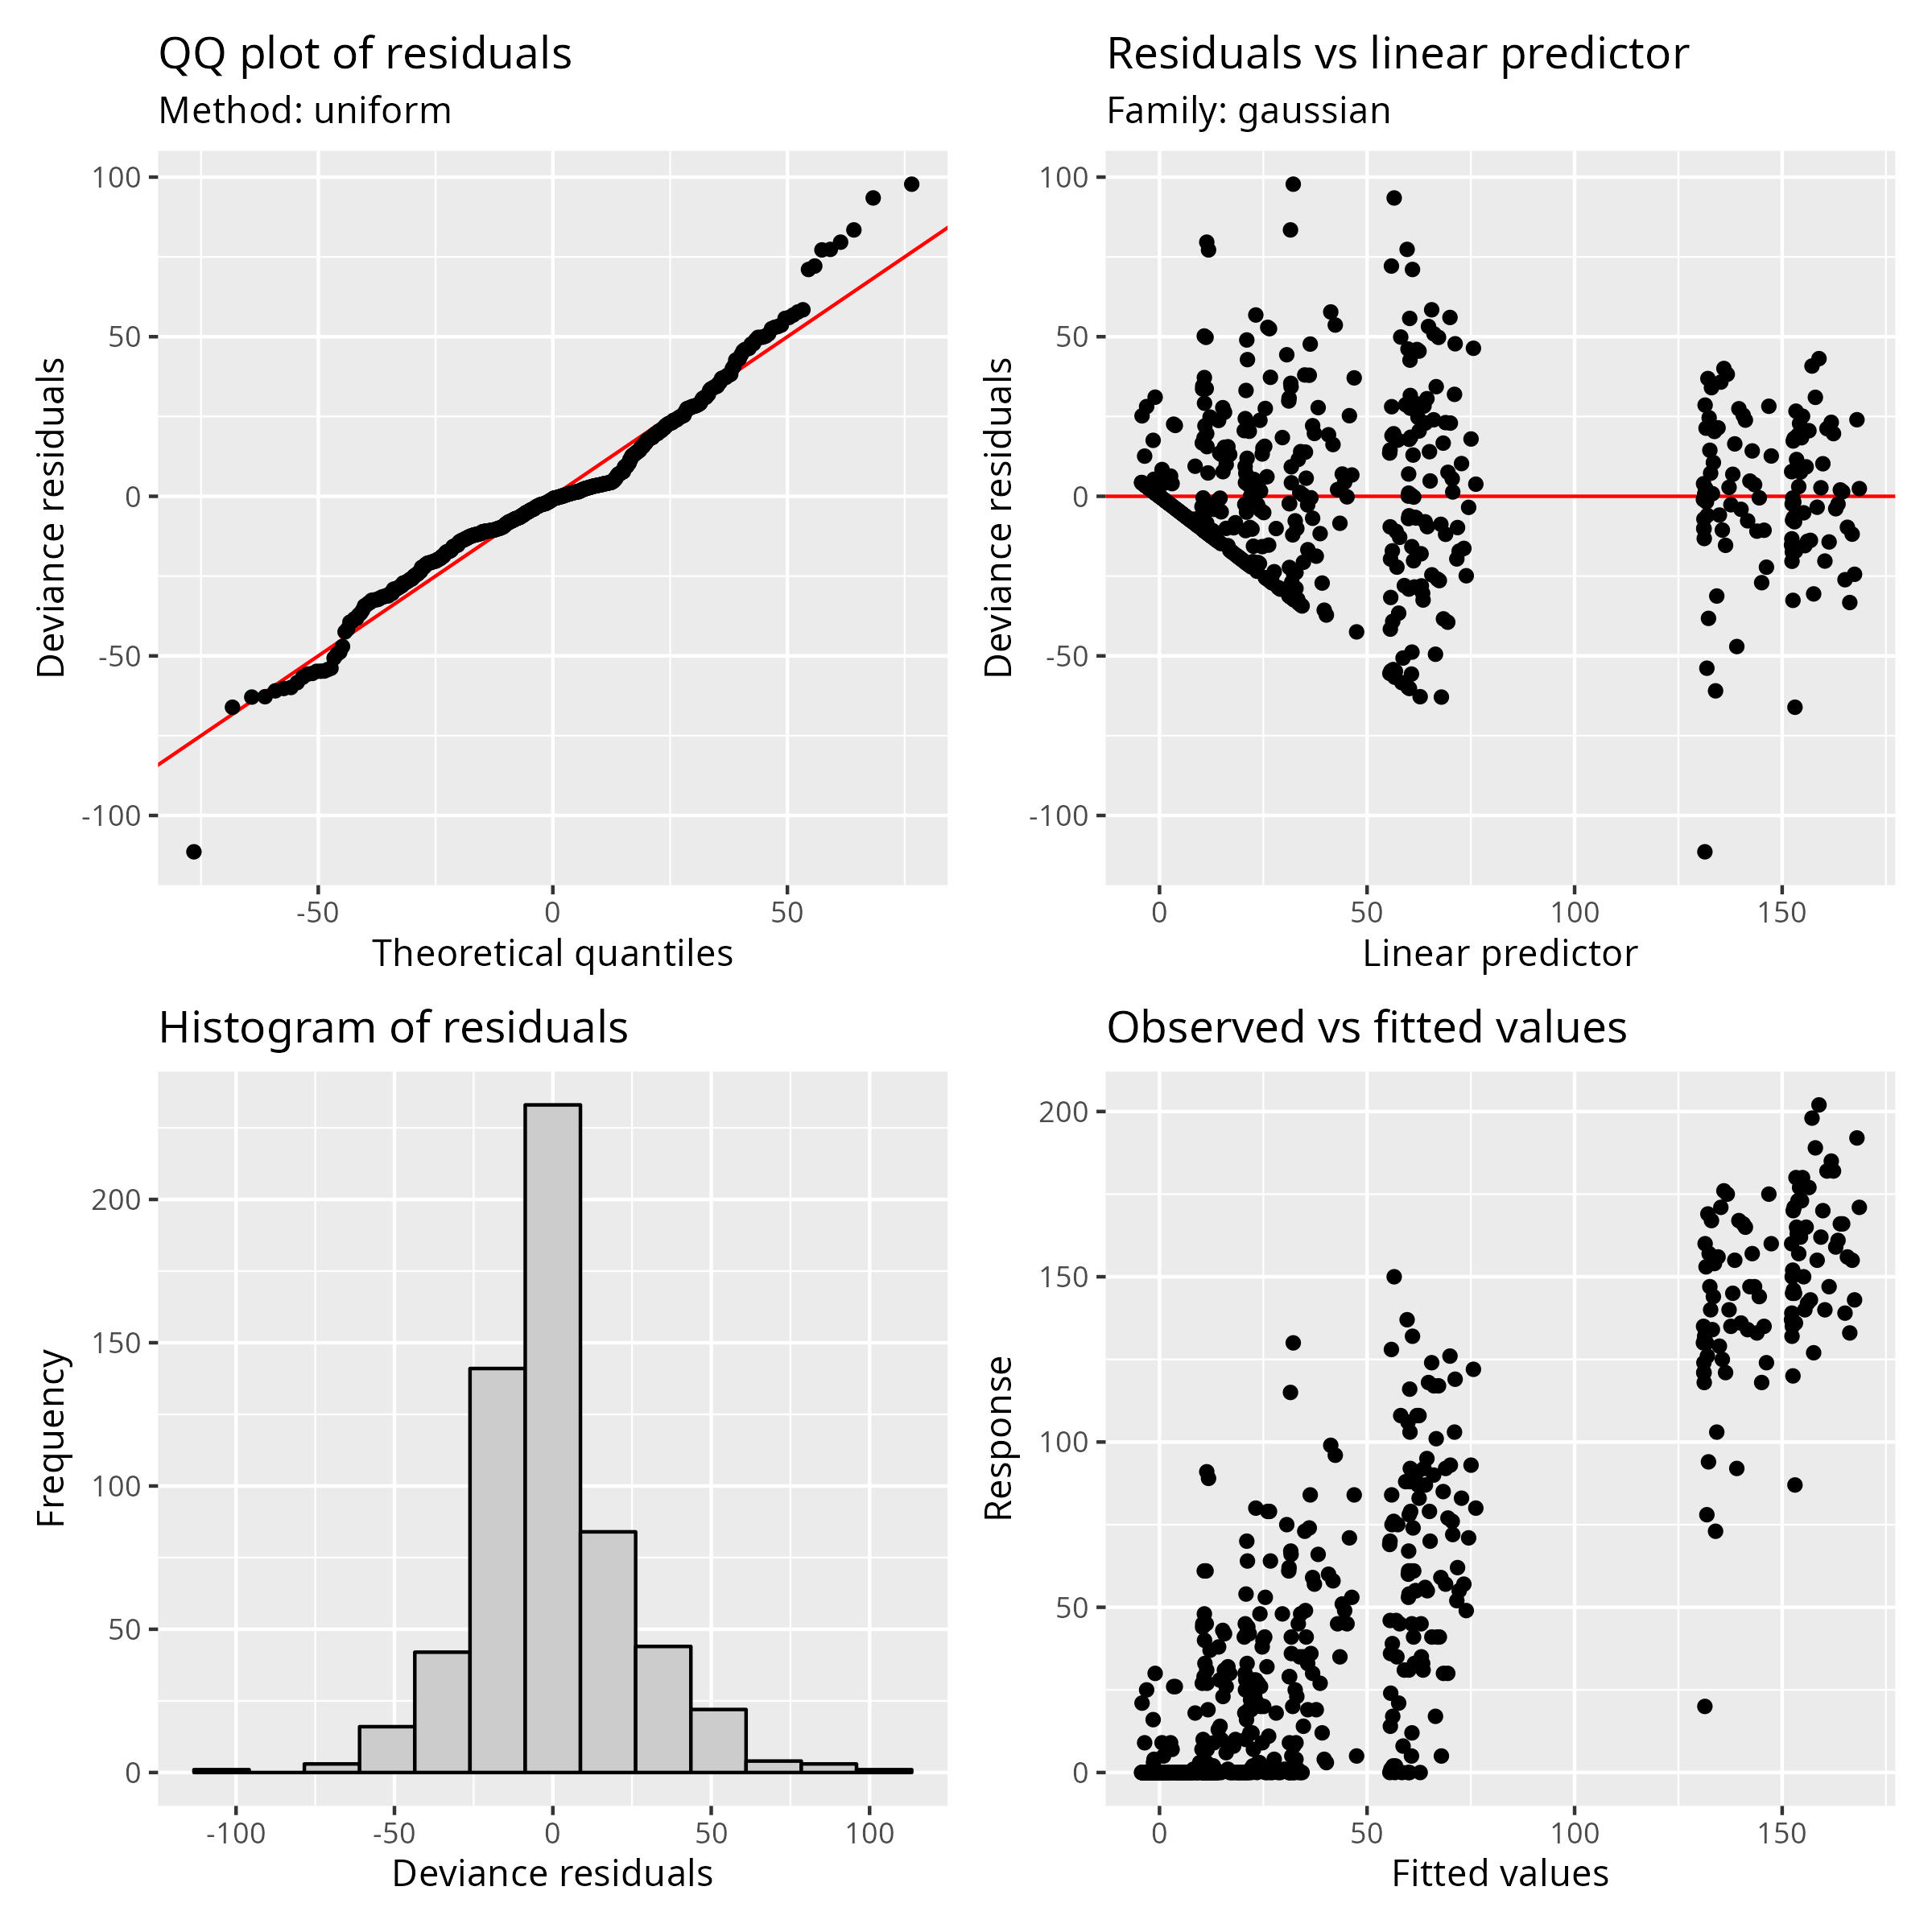 QQ plot of residuals
Method: uniform
100
50
0
-50
-100
-50
0
50
Deviance residuals
Theoretical quantiles
Residuals vs linear predictor
Family: gaussian
100
50
0
-50
-100
0
50
100
150
Deviance residuals
Linear predictor
Histogram of residuals
200
150
100
50
0
-100
-50
0
50
100
Frequency
Deviance residuals
Observed vs fitted values
200
150
100
50
0
0
50
100
150
Response
Fitted values